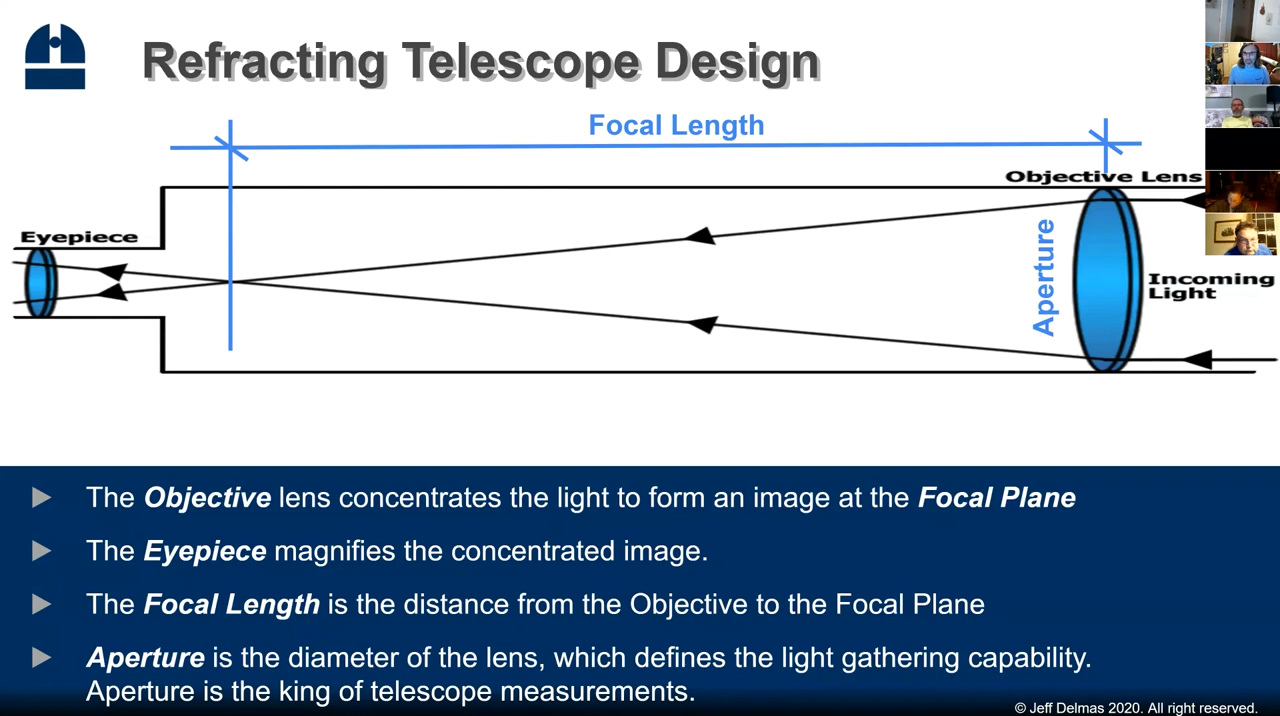 Refracting Telescope Design
Focal Length
Objective Lens
Eyepiece
Aperture
Incoming
Light
The Objective lens concentrates the light to form an image at the Focal Plane
The Eyepiece magnifies the concentrated image.
The Focal Length is the distance from the Objective to the Focal Plane
Aperture is the diameter of the lens, which defines the light gathering capability.
Aperture is the king of telescope measurements.
© Jeff Delmas 2020. All right reserved.